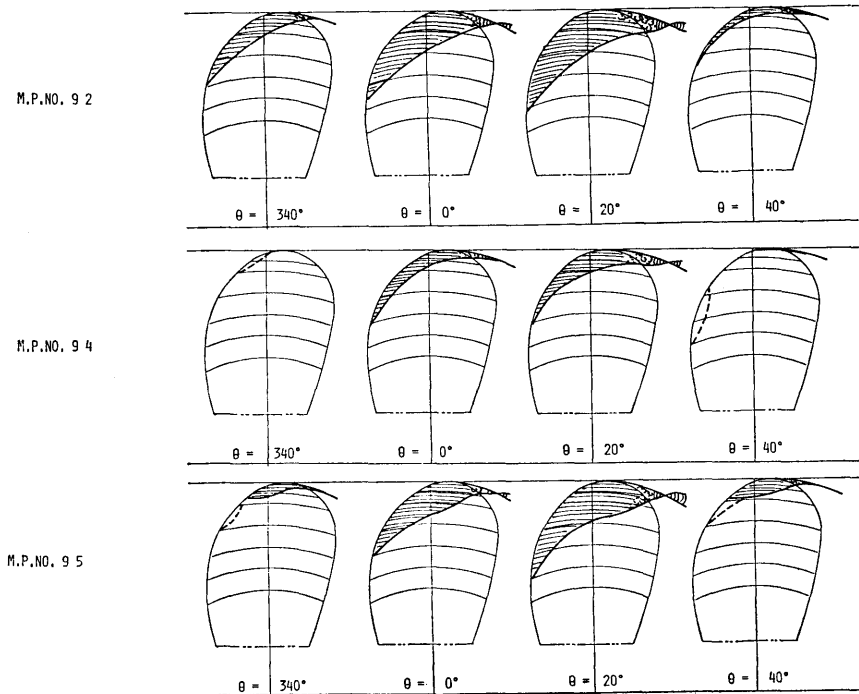 M.P.NO. 9 2
θ = 340° θ = 0° θ = 20° θ = 40°
M.P.NO. 9 4
θ = 340° θ = 0° θ = 20° θ = 40°
M.P.NO. 9 5
θ = 340° θ = 0° θ = 20° θ = 40°